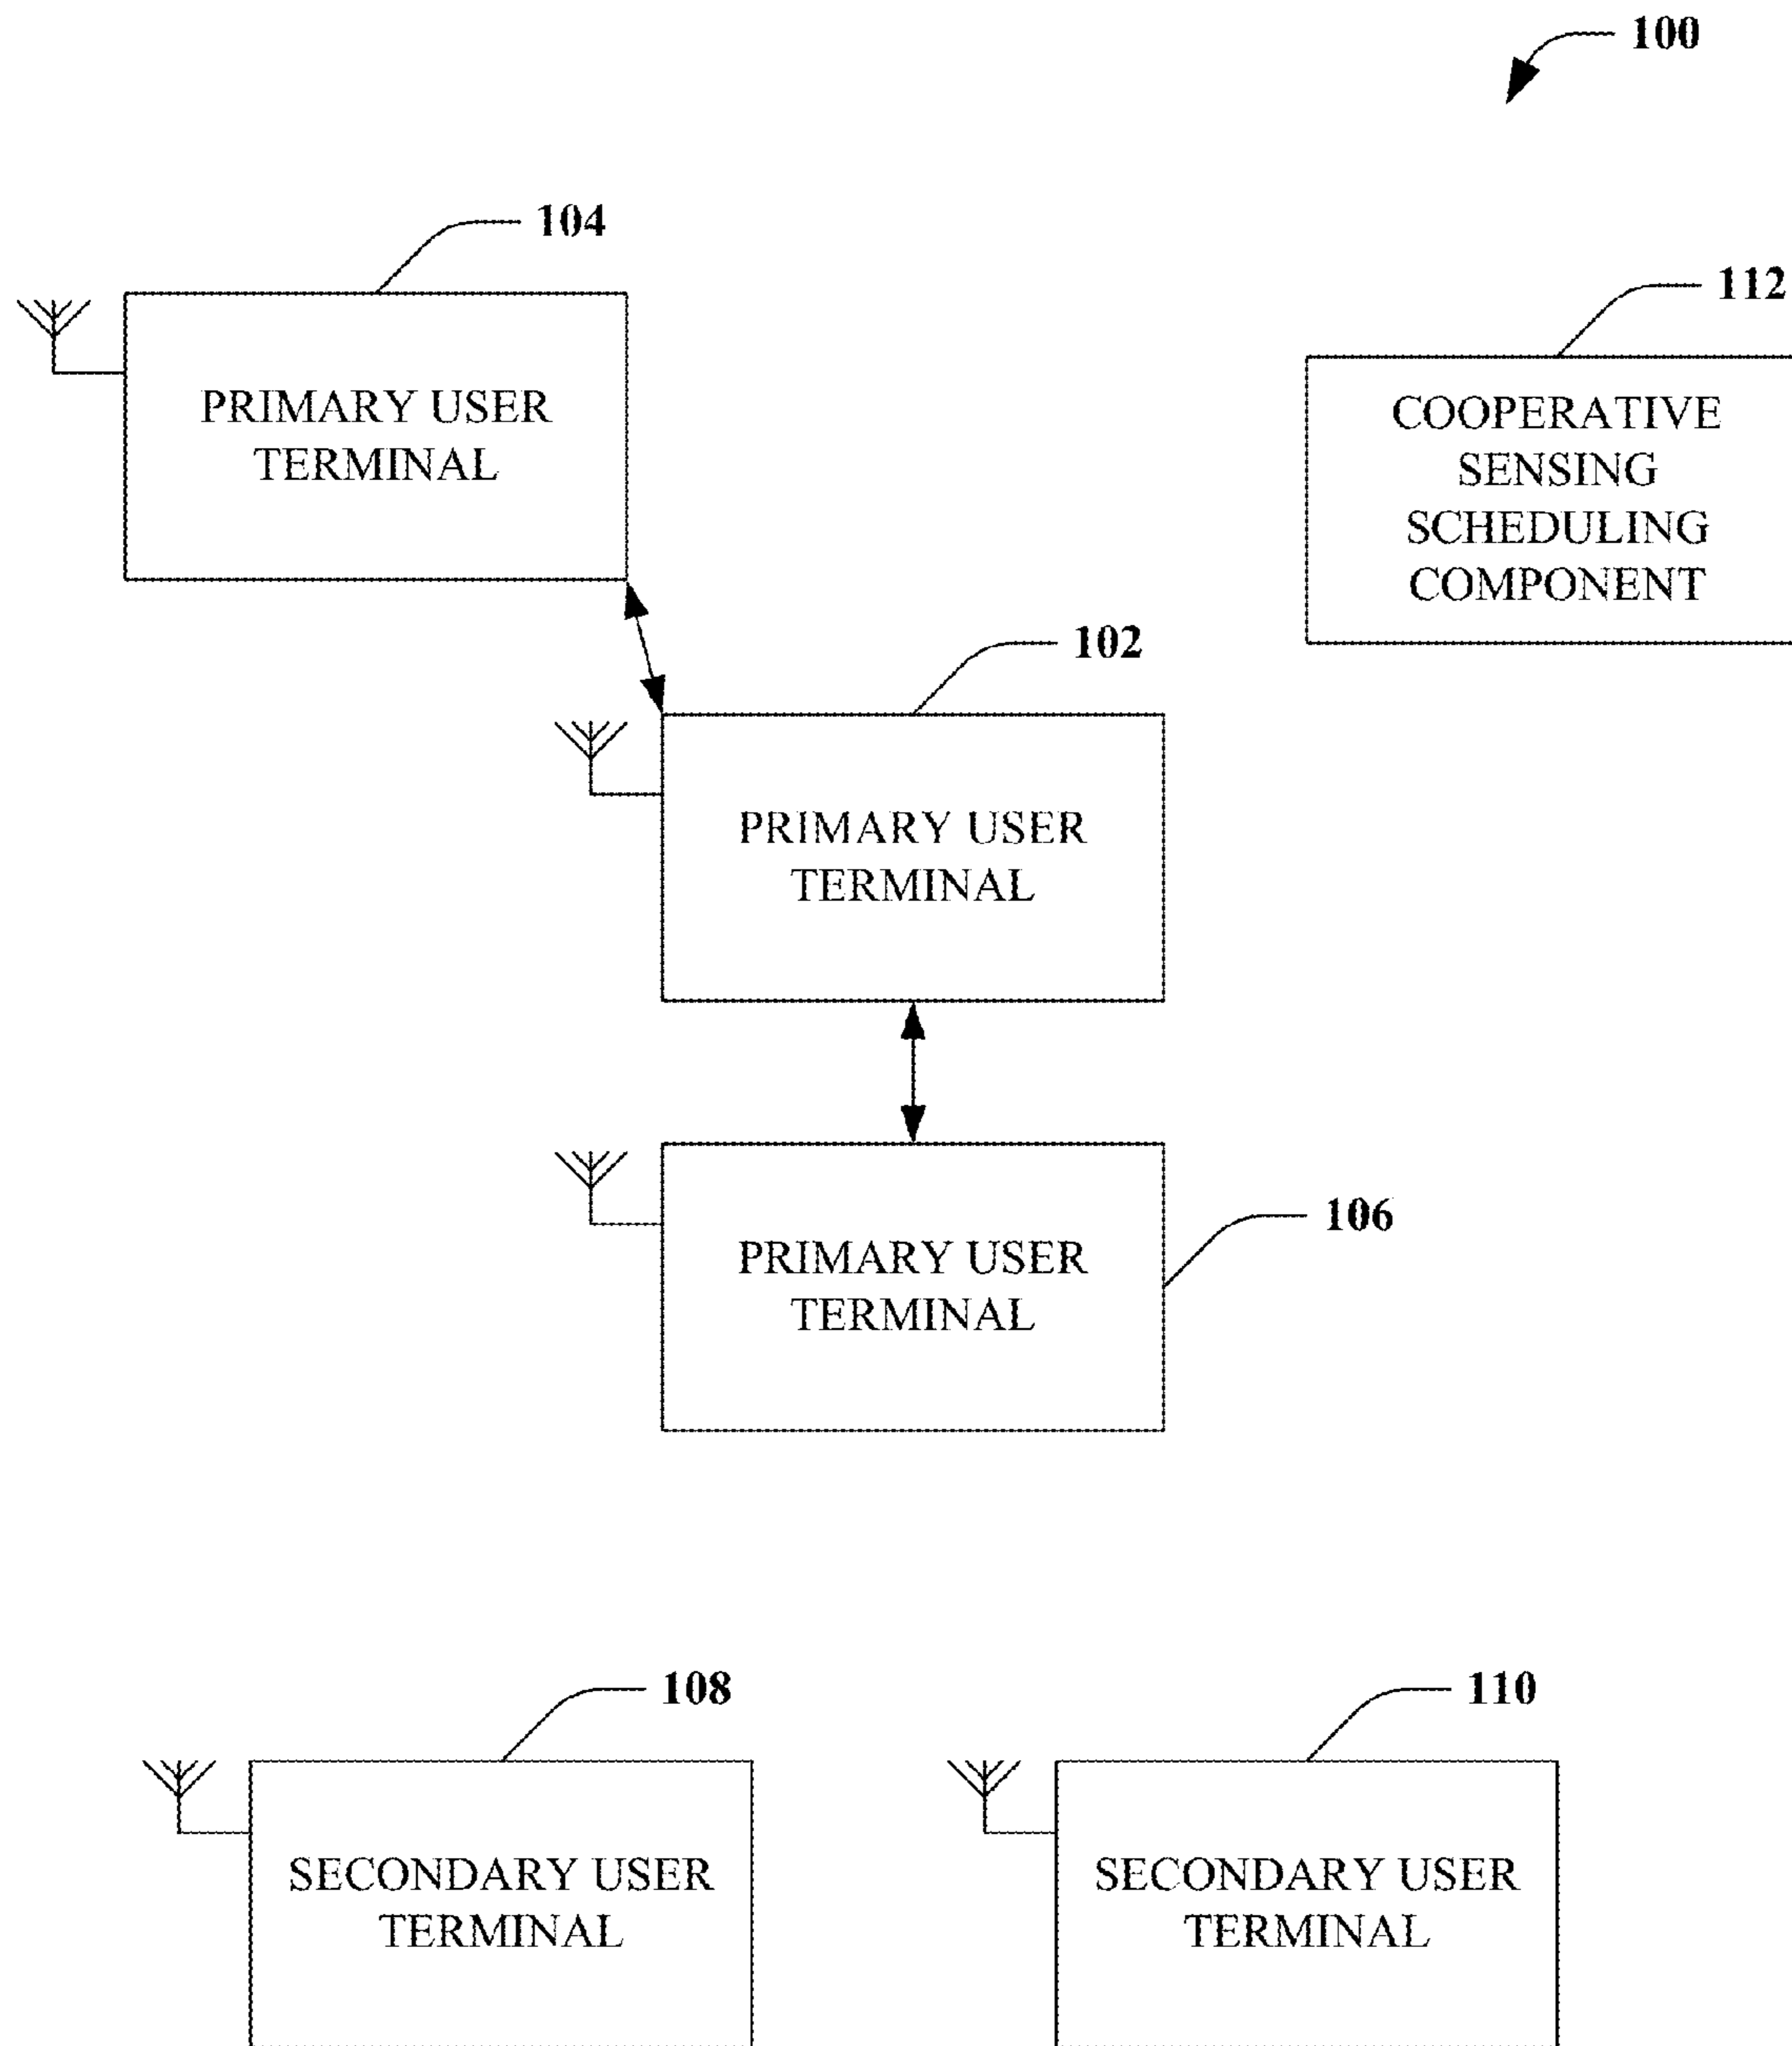 100
104
PRIMARY USER
TERMINAL
112
COOPERATIVE
SENSING
SCHEDULING
COMPONENT
102
PRIMARY USER
TERMINAL
106
PRIMARY USER
TERMINAL
108
SECONDARY USER
TERMINAL
110
SECONDARY USER
TERMINAL